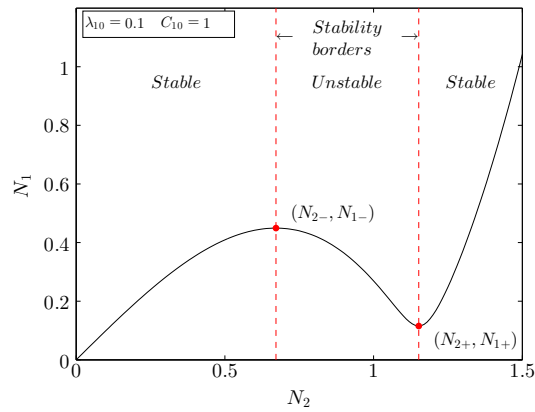 λ10 = 0.1 C10 = 1
← Stability →
borders
Stable Unstable Stable
(N2−, N1−)
(N2+, N1+)
N1
1
0.8
0.6
0.4
0.2
0
0 0.5 1 1.5
N2